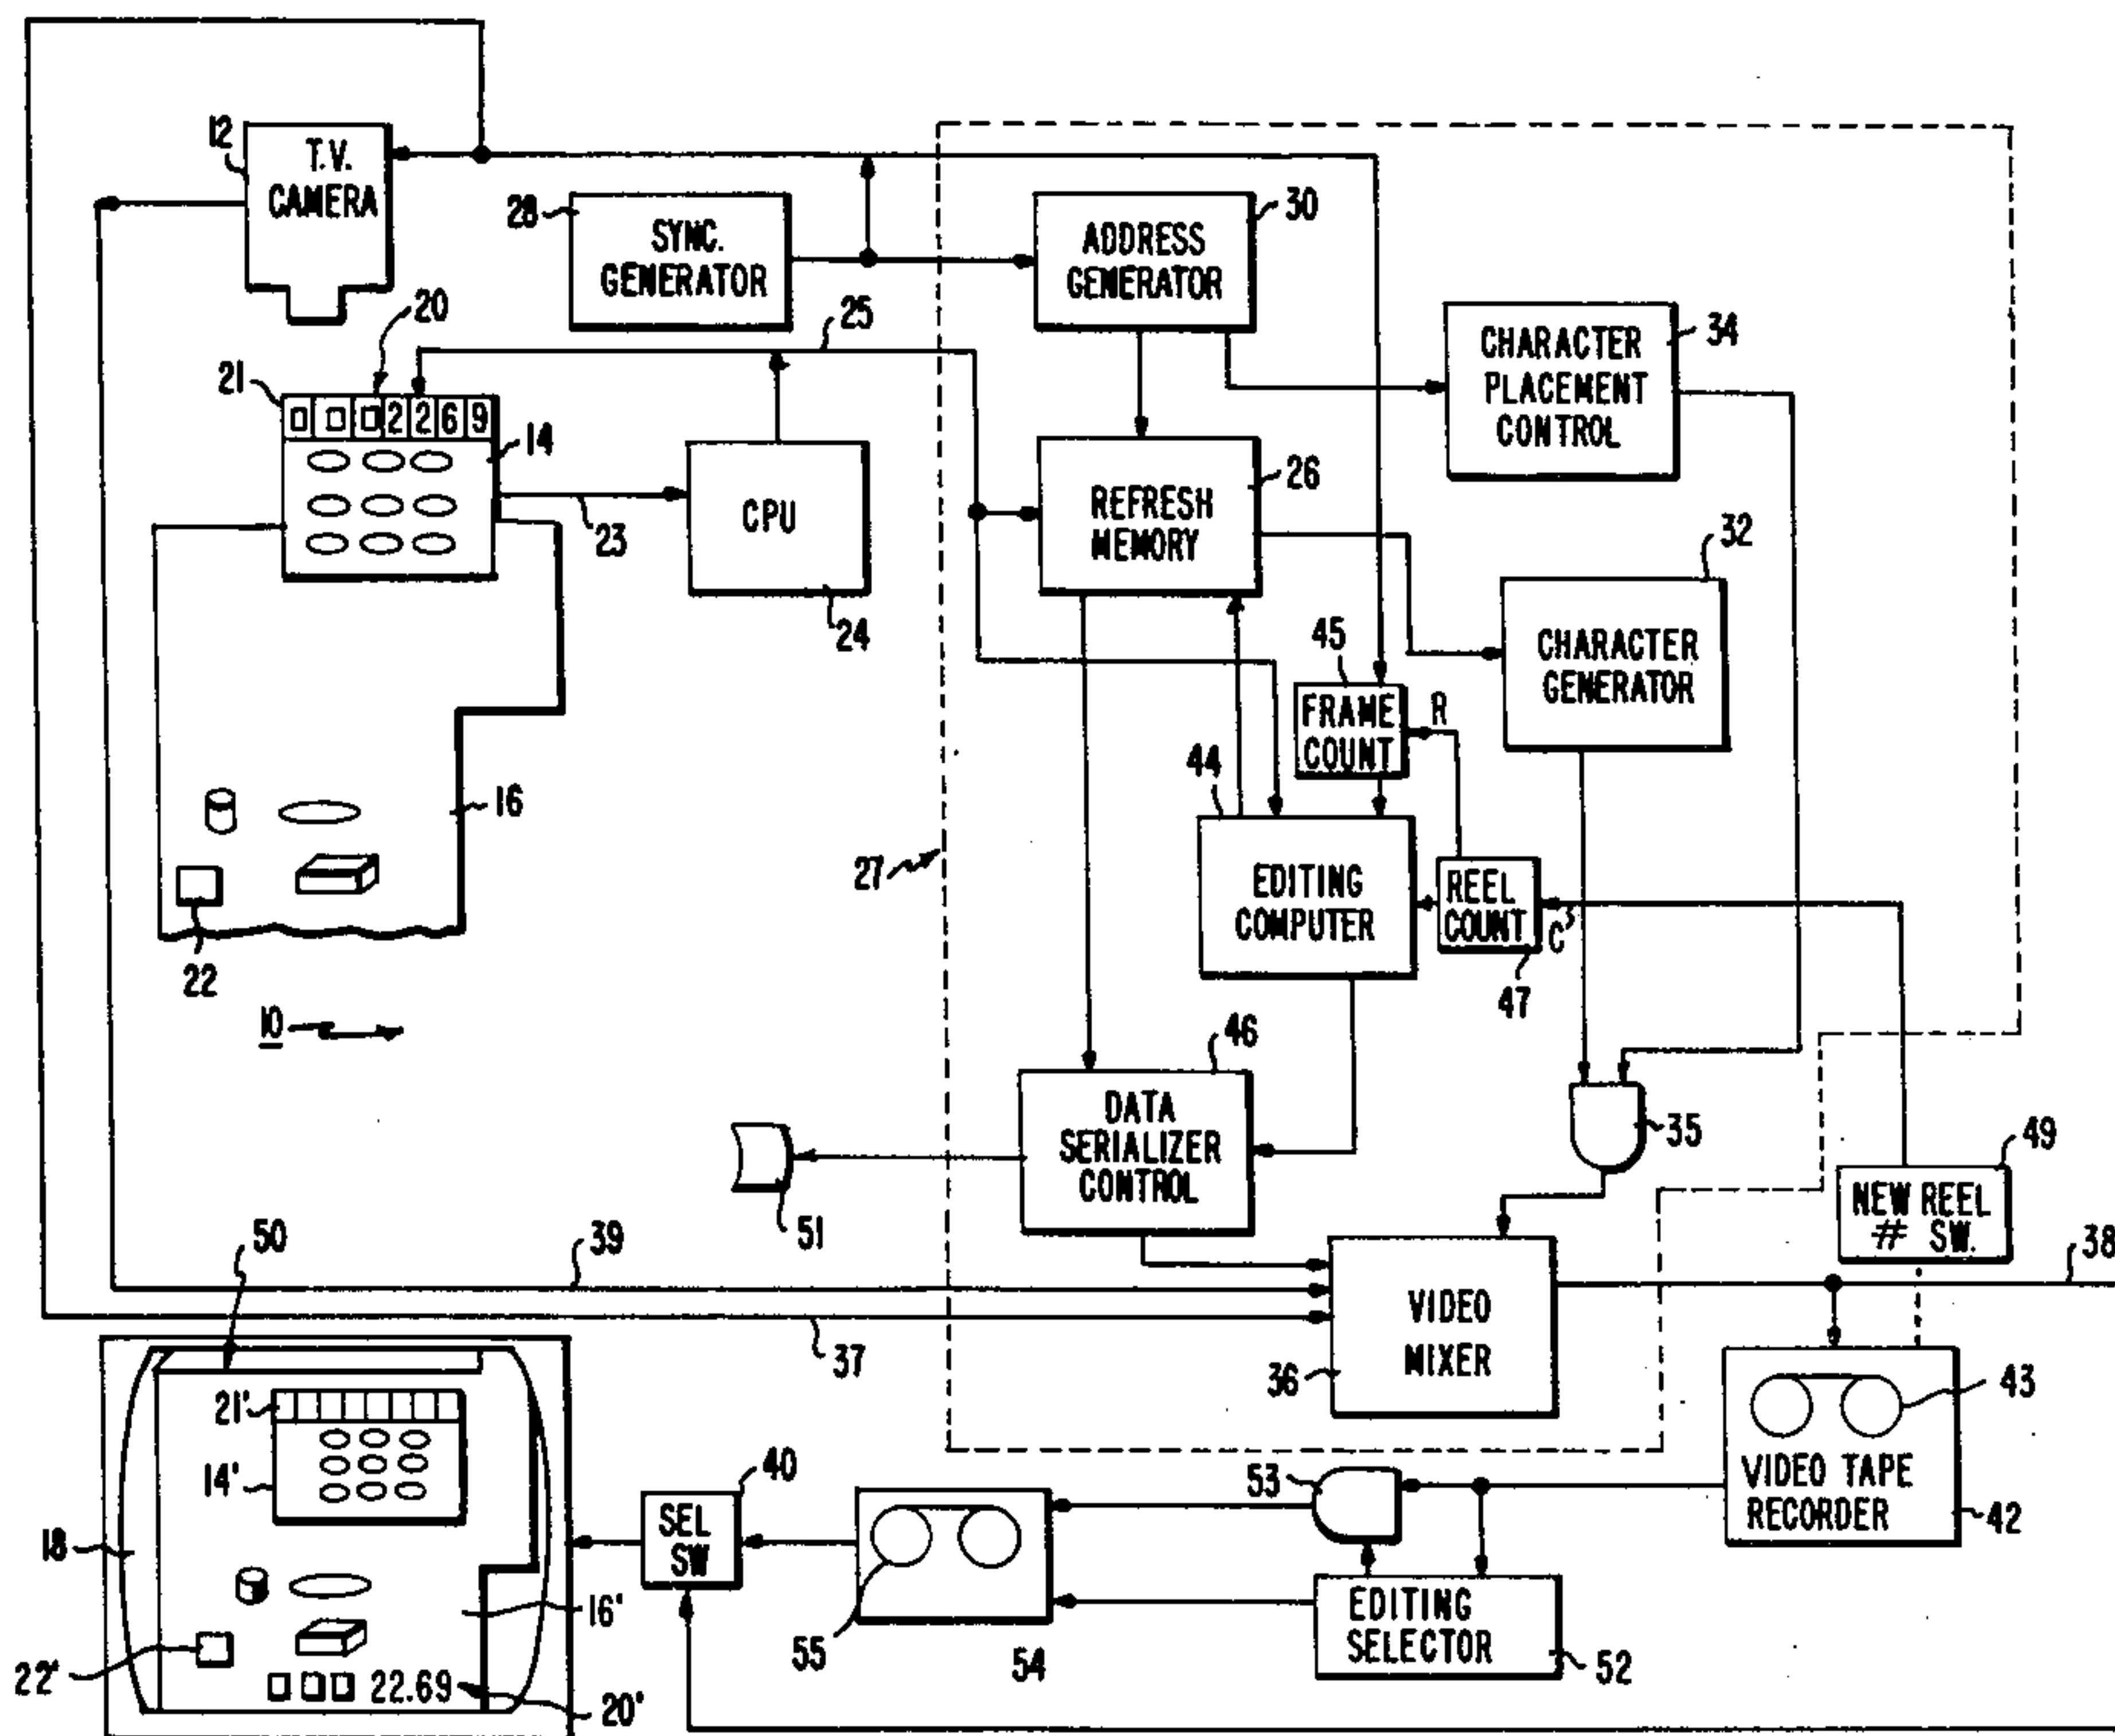 12
T.V.
CAMERA
28
SYNC.
GENERATOR
30
ADDRESS
GENERATOR
20
25
34
CHARACTER
PLACEMENT
CONTROL
21
□ □ □ 2 2 6 9
14
26
REFRESH
MEMORY
CPU
23
24
32
CHARACTER
GENERATOR
45
FRAME
COUNT
R
44
16
27
EDITING
COMPUTER
REEL
COUNT
C
47
22
10
46
DATA
SERIALIZER
CONTROL
35
49
NEW REEL
# SW.
51
50
39
38
VIDEO
MIXER
37
36
43
21'
14'
18
40
SEL
SW
53
VIDEO TAPE
RECORDER
42
16'
55
54
EDITING
SELECTOR
52
22'
□ □ □ 22.69
20'